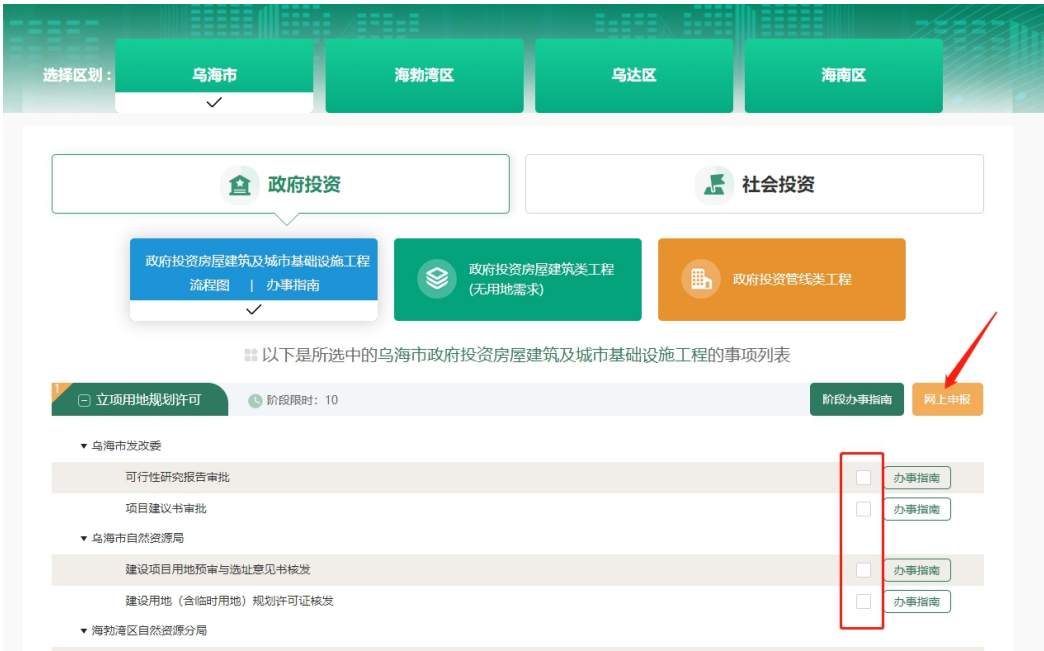 选择区划： 乌海市 海勃湾区 乌达区 海南区
政府投资 社会投资
政府投资房屋建筑及城市基础设施工程
流程图 | 办事指南
政府投资房屋建筑类工程
(无用地需求)
政府投资管线类工程
以下是所选中的乌海市政府投资房屋建筑及城市基础设施工程的事项列表
1 立项用地规划许可 阶段限时：10 阶段办事指南 网上申报
乌海市发改委
可行性研究报告审批 办事指南
项目建议书审批 办事指南
乌海市自然资源局
建设项目用地预审与选址意见书核发 办事指南
建设用地（含临时用地）规划许可证核发 办事指南
海勃湾区自然资源分局